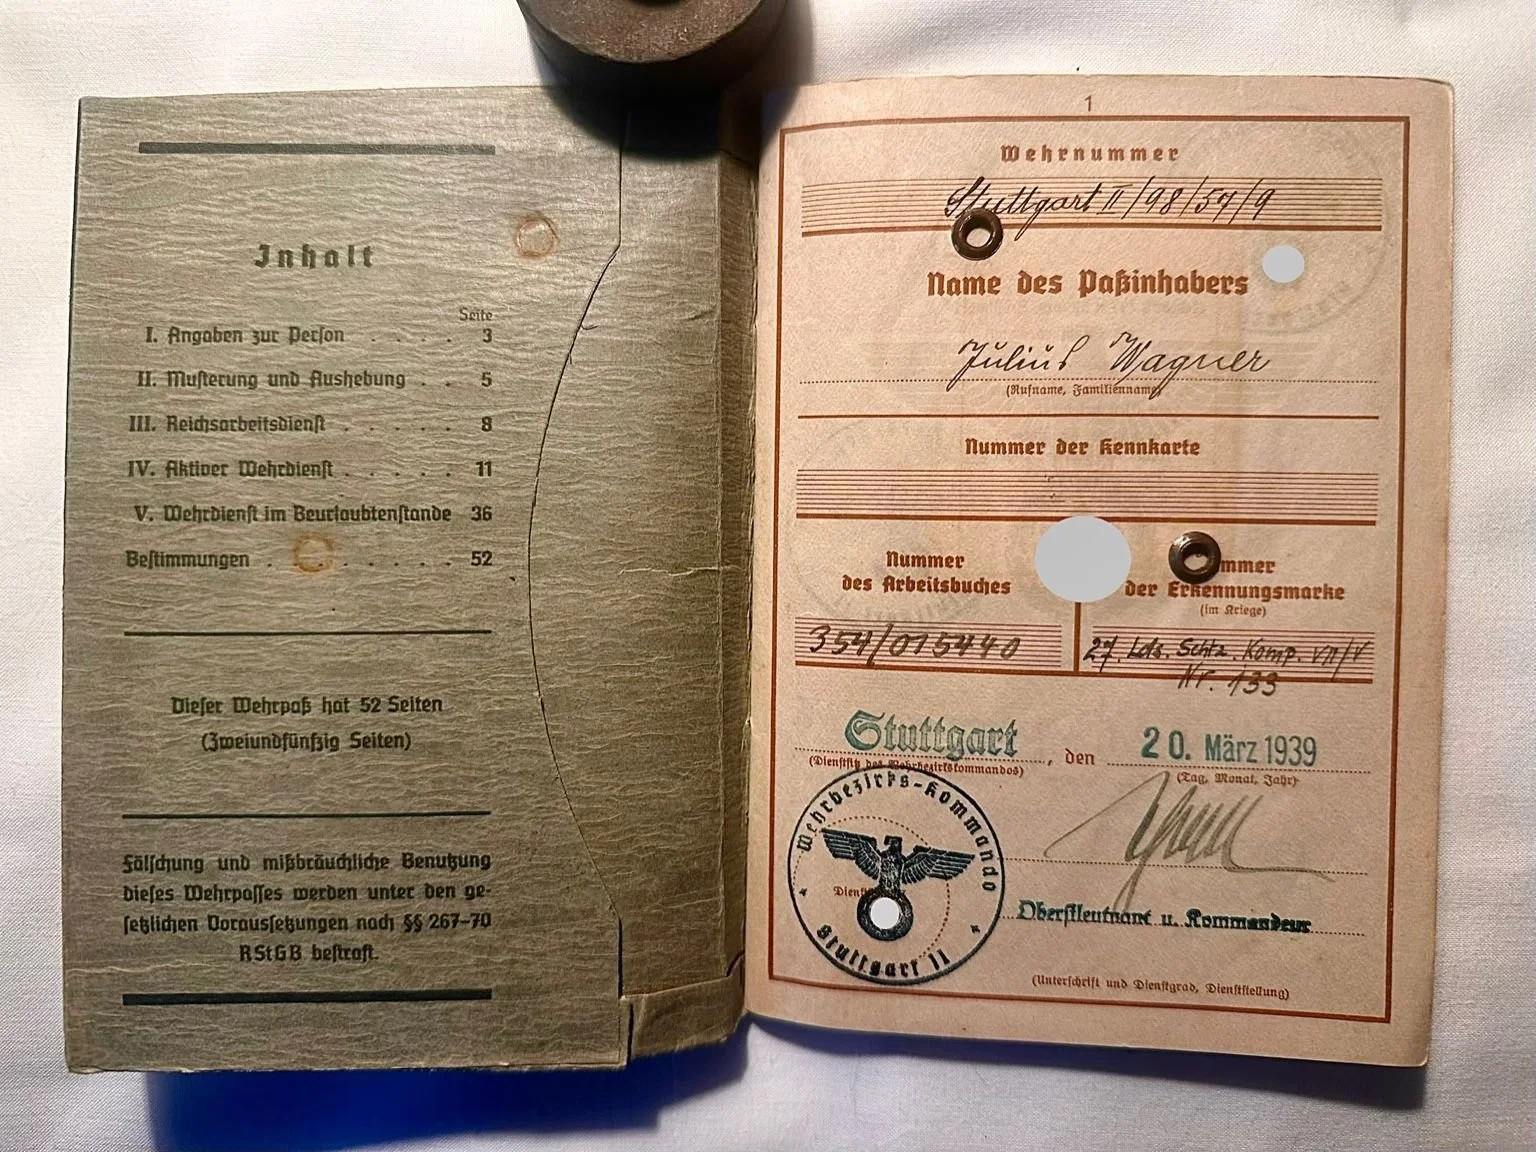 Inhalt
Seite
I. Angaben zur Person . . . . 3
II. Musterung und Aushebung . . 5
III. Reichsarbeitsdienst . . . . . 8
IV. Aktiver Wehrdienst . . . . . 11
V. Wehrdienst im Beurlaubtenstande 36
Bestimmungen . . . . . . . 52
Dieser Wehrpaß hat 52 Seiten
(Zweiundfünfzig Seiten)
Fälschung und mißbräuchliche Benutzung
dieses Wehrpasses werden unter den ge-
setzlichen Voraussetzungen nach §§ 267–70
RStGB bestraft.
1
Wehrnummer
Stuttgart II/98/57/9
Name des Paßinhabers
Julius Wagner
(Rufname, Familienname)
Nummer der Kennkarte
Nummer
des Arbeitsbuches
354/015440
mmer
der Erkennungsmarke
(im Kriege)
27. Lds. Schtz. Komp. VII/V
Nr. 133
Stuttgart, den 20. März 1939
(Dienstsitz des Wehrbezirkskommandos) (Tag, Monat, Jahr)
Wehrbezirks-Kommando
Stuttgart II
Oberstleutnant u. Kommandeur
(Unterschrift und Dienstgrad, Dienststellung)